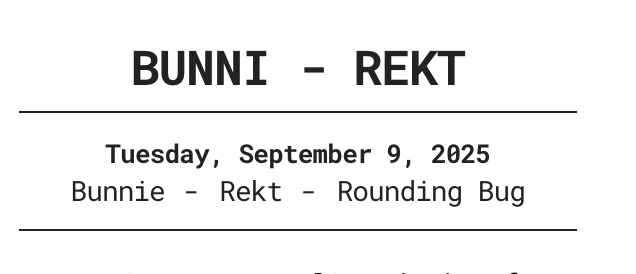 BUNNI - REKT
Tuesday, September 9, 2025
Bunnie - Rekt - Rounding Bug